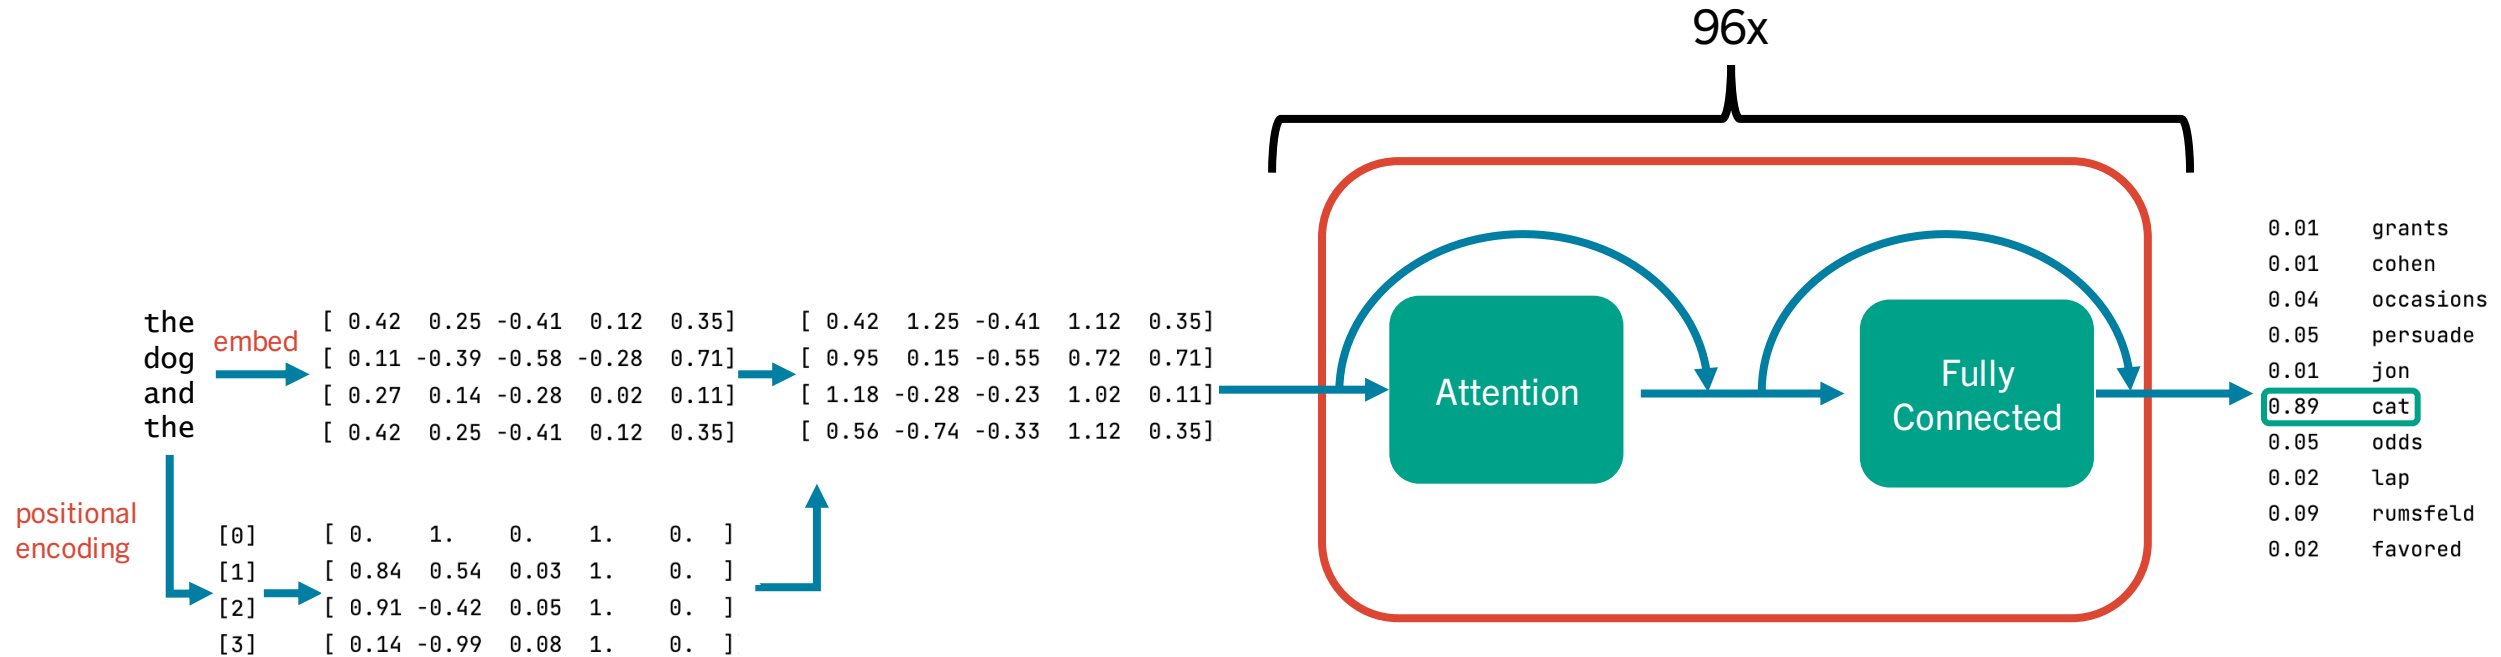 96x
the
dog
and
the
embed
[ 0.42 0.25 -0.41 0.12 0.35]
[ 0.11 -0.39 -0.58 -0.28 0.71]
[ 0.27 0.14 -0.28 0.02 0.11]
[ 0.42 0.25 -0.41 0.12 0.35]
[ 0.42 1.25 -0.41 1.12 0.35]
[ 0.95 0.15 -0.55 0.72 0.71]
[ 1.18 -0.28 -0.23 1.02 0.11]
[ 0.56 -0.74 -0.33 1.12 0.35]
positional
encoding
[0]
[1]
[2]
[3]
[ 0. 1. 0. 1. 0. ]
[ 0.84 0.54 0.03 1. 0. ]
[ 0.91 -0.42 0.05 1. 0. ]
[ 0.14 -0.99 0.08 1. 0. ]
Attention
Fully
Connected
0.01 grants
0.01 cohen
0.04 occasions
0.05 persuade
0.01 jon
0.89 cat
0.05 odds
0.02 lap
0.09 rumsfeld
0.02 favored